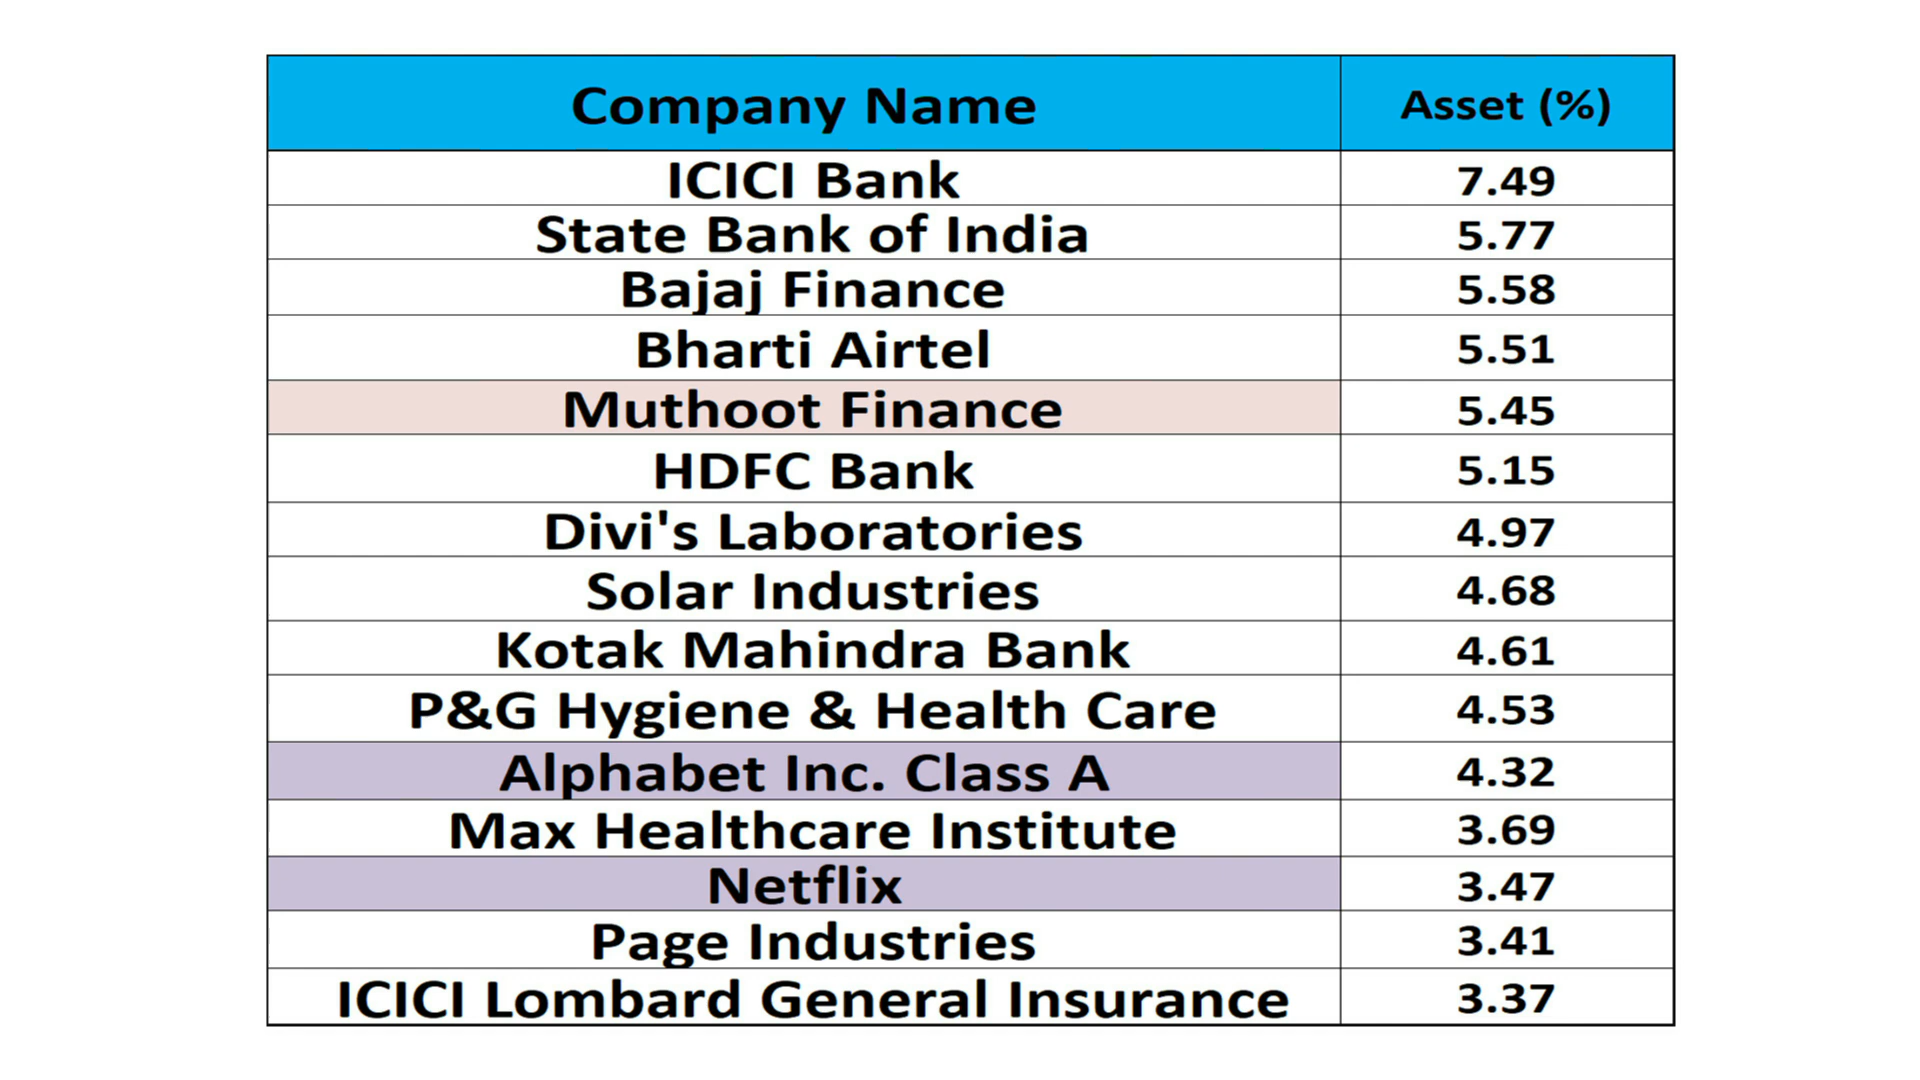 Company Name Asset (%)
ICICI Bank 7.49
State Bank of India 5.77
Bajaj Finance 5.58
Bharti Airtel 5.51
Muthoot Finance 5.45
HDFC Bank 5.15
Divi's Laboratories 4.97
Solar Industries 4.68
Kotak Mahindra Bank 4.61
P&G Hygiene & Health Care 4.53
Alphabet Inc. Class A 4.32
Max Healthcare Institute 3.69
Netflix 3.47
Page Industries 3.41
ICICI Lombard General Insurance 3.37